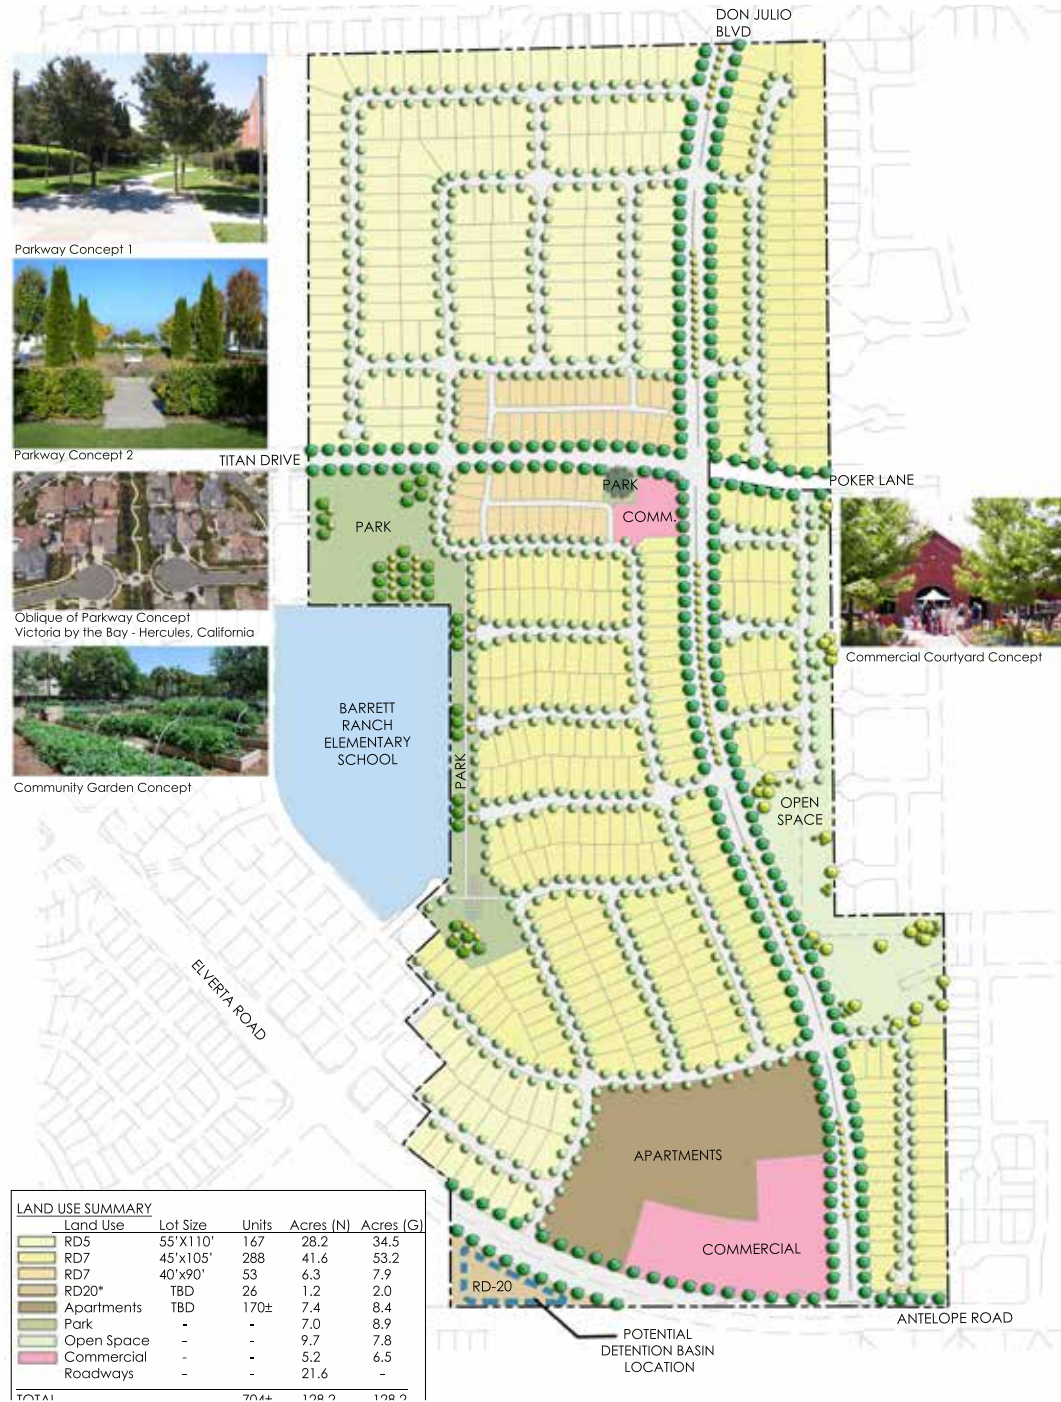 DON JULIO
BLVD
Parkway Concept 1
Parkway Concept 2
TITAN DRIVE
POKER LANE
PARK
COMM.
PARK
Oblique of Parkway Concept
Victoria by the Bay - Hercules, California
Commercial Courtyard Concept
BARRETT
RANCH
ELEMENTARY
SCHOOL
PARK
Community Garden Concept
OPEN
SPACE
ELVERTA ROAD
APARTMENTS
COMMERCIAL
RD-20
ANTELOPE ROAD
POTENTIAL
DETENTION BASIN
LOCATION
LAND USE SUMMARY
Land Use Lot Size Units Acres (N) Acres (G)
RD5 55'X110' 167 28.2 34.5
RD7 45'x105' 288 41.6 53.2
RD7 40'x90' 53 6.3 7.9
RD20* TBD 26 1.2 2.0
Apartments TBD 170± 7.4 8.4
Park - - 7.0 8.9
Open Space - - 9.7 7.8
Commercial - - 5.2 6.5
Roadways - - 21.6 -
TOTAL 704± 128.2 128.2